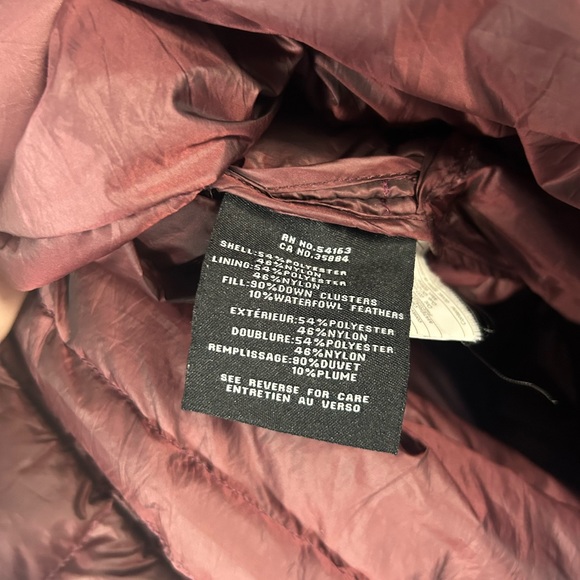 RN NO.54163
CA NO.35884
SHELL:54%POLYESTER
46%NYLON
LINING:54%POLYESTER
46%NYLON
FILL:90%DOWN CLUSTERS
10%WATERFOWL FEATHERS
EXTÉRIEUR:54%POLYESTER
46%NYLON
DOUBLURE:54%POLYESTER
46%NYLON
REMPLISSAGE:90%DUVET
10%PLUME
SEE REVERSE FOR CARE
ENTRETIEN AU VERSO